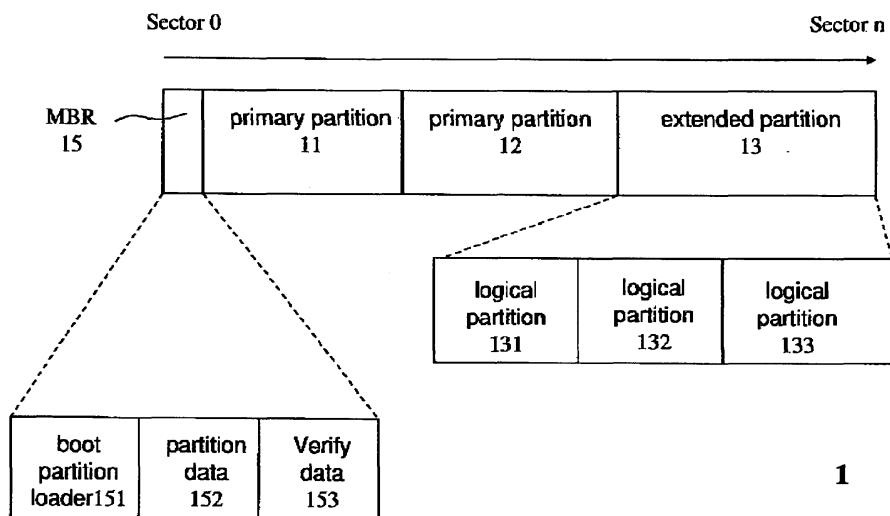 Sector 0
Sector n
MBR
15
primary partition
11
primary partition
12
extended partition
13
logical
partition
131
logical
partition
132
logical
partition
133
boot
partition
loader151
partition
data
152
Verify
data
153
1